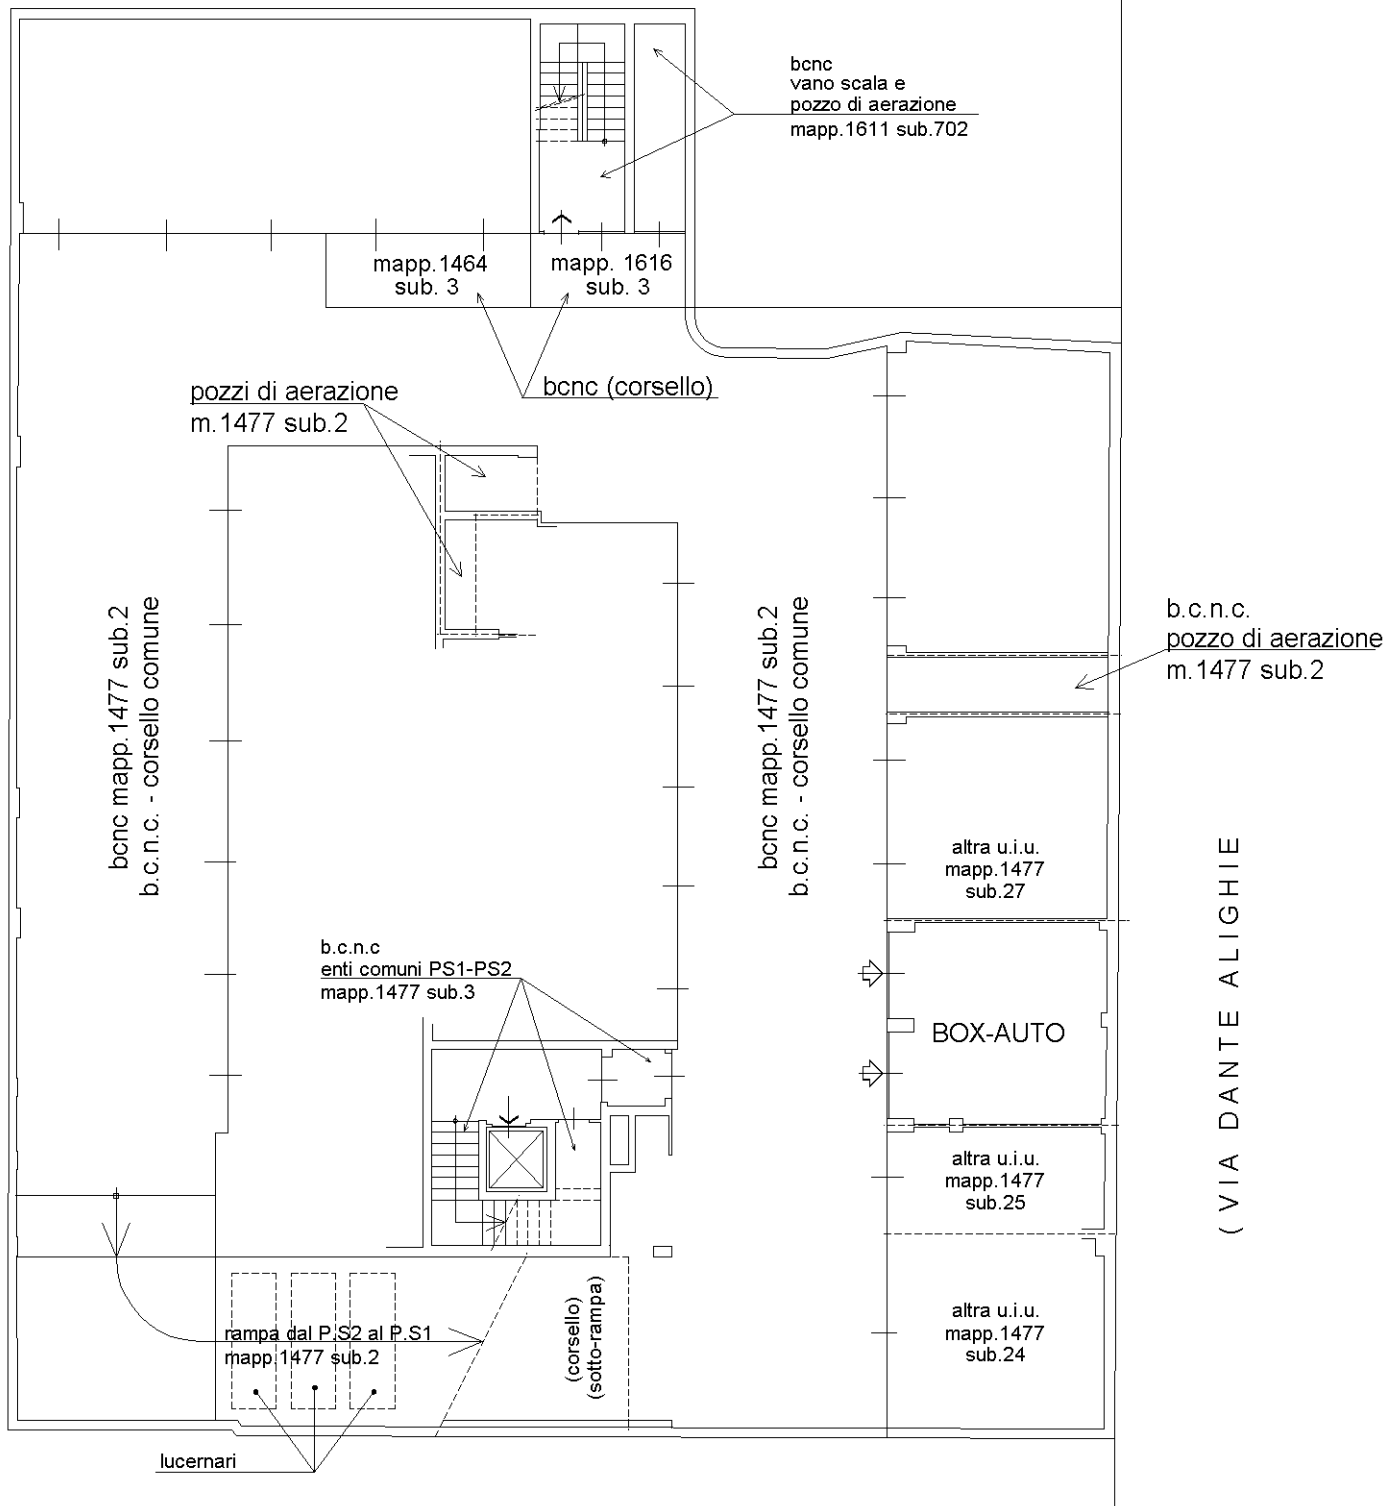 bcnc
vano scala e
pozzo di aerazione
mapp.1611 sub.702
mapp.1464
sub. 3
mapp. 1616
sub. 3
bcnc (corsello)
pozzi di aerazione
m.1477 sub.2
bcnc mapp.1477 sub.2
b.c.n.c. - corsello comune
bcnc mapp.1477 sub.2
b.c.n.c. - corsello comune
b.c.n.c.
pozzo di aerazione
m.1477 sub.2
altra u.i.u.
mapp.1477
sub.27
b.c.n.c
enti comuni PS1-PS2
mapp.1477 sub.3
BOX-AUTO
(VIA DANTE ALIGHIE
altra u.i.u.
mapp.1477
sub.25
altra u.i.u.
mapp.1477
sub.24
(corsello)
(sotto-rampa)
rampa dal P.S2 al P.S1
mapp.1477 sub.2
lucernari